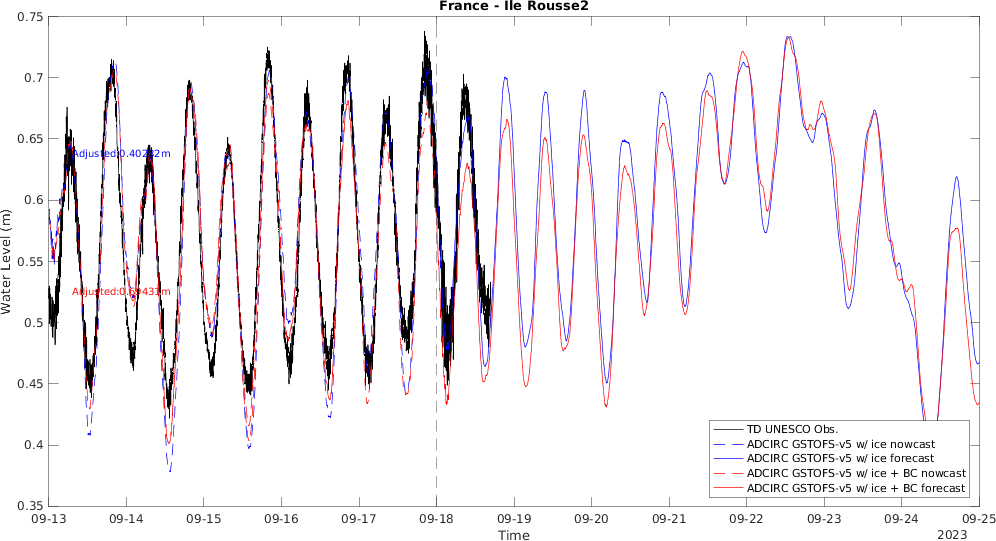 France - Ile Rousse2
Water Level (m)
0.75
0.7
0.65
0.6
0.55
0.5
0.45
0.4
0.35
Adjusted:0.40282m
Adjusted:0.69431m
TD UNESCO Obs.
ADCIRC GSTOFS-v5 w/ ice nowcast
ADCIRC GSTOFS-v5 w/ ice forecast
ADCIRC GSTOFS-v5 w/ ice + BC nowcast
ADCIRC GSTOFS-v5 w/ ice + BC forecast
09-13 09-14 09-15 09-16 09-17 09-18 09-19 09-20 09-21 09-22 09-23 09-24 09-25
Time
2023